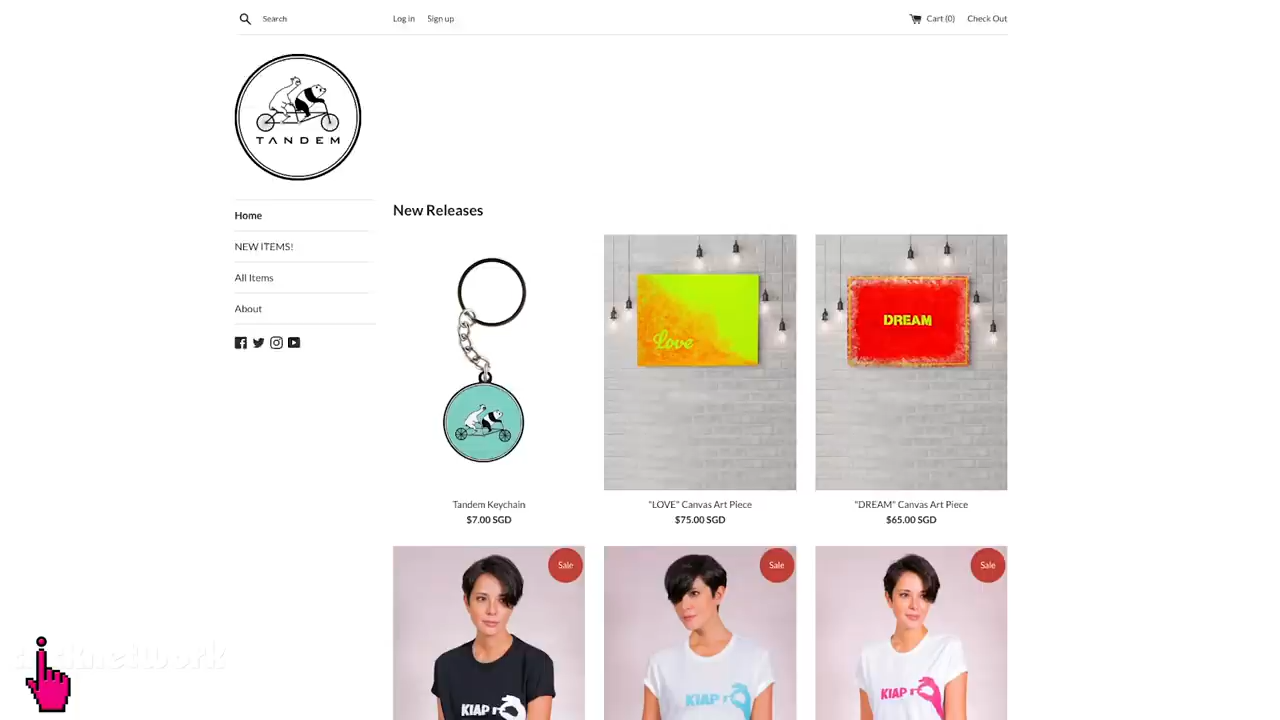 Search
Log in
Sign up
Cart (0)
Check Out
TANDEM
Home
NEW ITEMS!
All Items
About
New Releases
Love
DREAM
Tandem Keychain
$7.00 SGD
"LOVE" Canvas Art Piece
$75.00 SGD
"DREAM" Canvas Art Piece
$65.00 SGD
Sale
Sale
Sale
KIAP
KIAP
KIAP